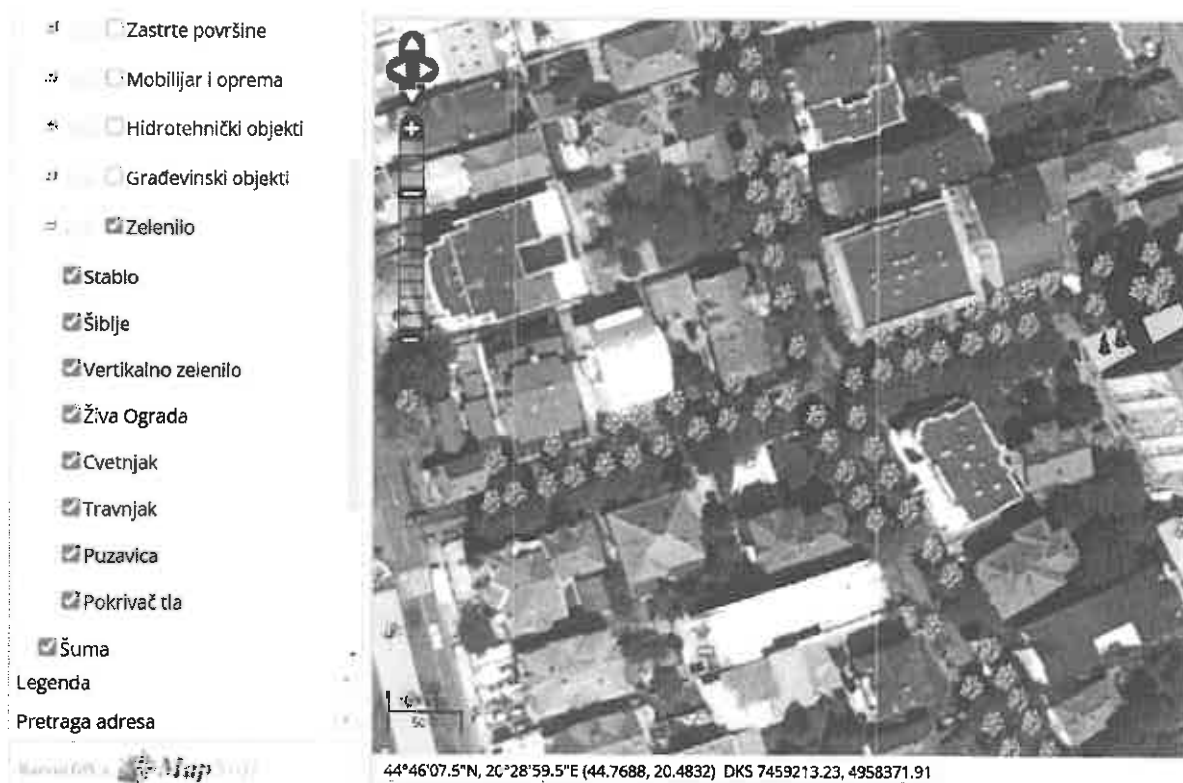 Zastrte površine
Mobilijar i oprema
Hidrotehnički objekti
Građevinski objekti
Zelenilo
Stablo
Šiblje
Vertikalno zelenilo
Živa Ograda
Cvetnjak
Travnjak
Puzavica
Pokrivač tla
Šuma
Legenda
Pretraga adresa
Map
50
44°46'07.5"N, 20°28'59.5"E (44.7688, 20.4832) DKS 7459213.23, 4958371.91